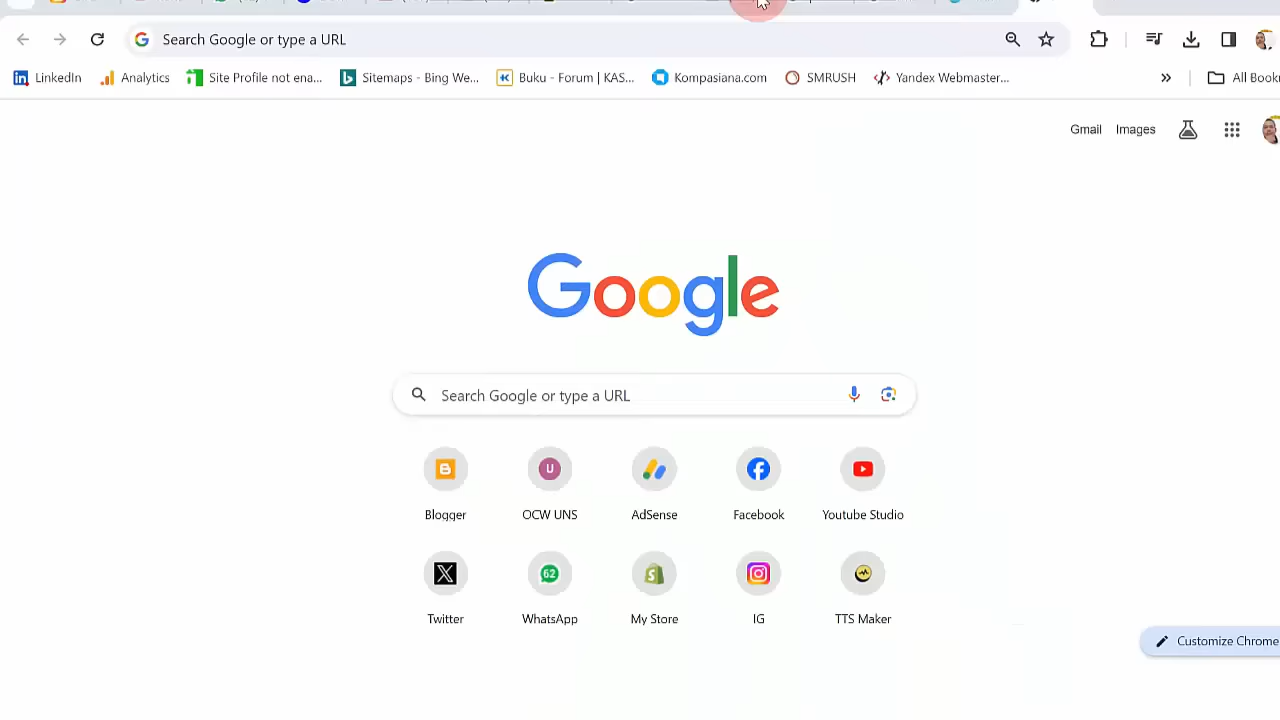 Search Google or type a URL
LinkedIn Analytics Site Profile not ena... Sitemaps - Bing We... Buku - Forum | KAS... Kompasiana.com SMRUSH Yandex Webmaster... » All Book
Gmail Images
Google
Search Google or type a URL
U
Blogger OCW UNS AdSense Facebook Youtube Studio
62
Twitter WhatsApp My Store IG TTS Maker
Customize Chrome